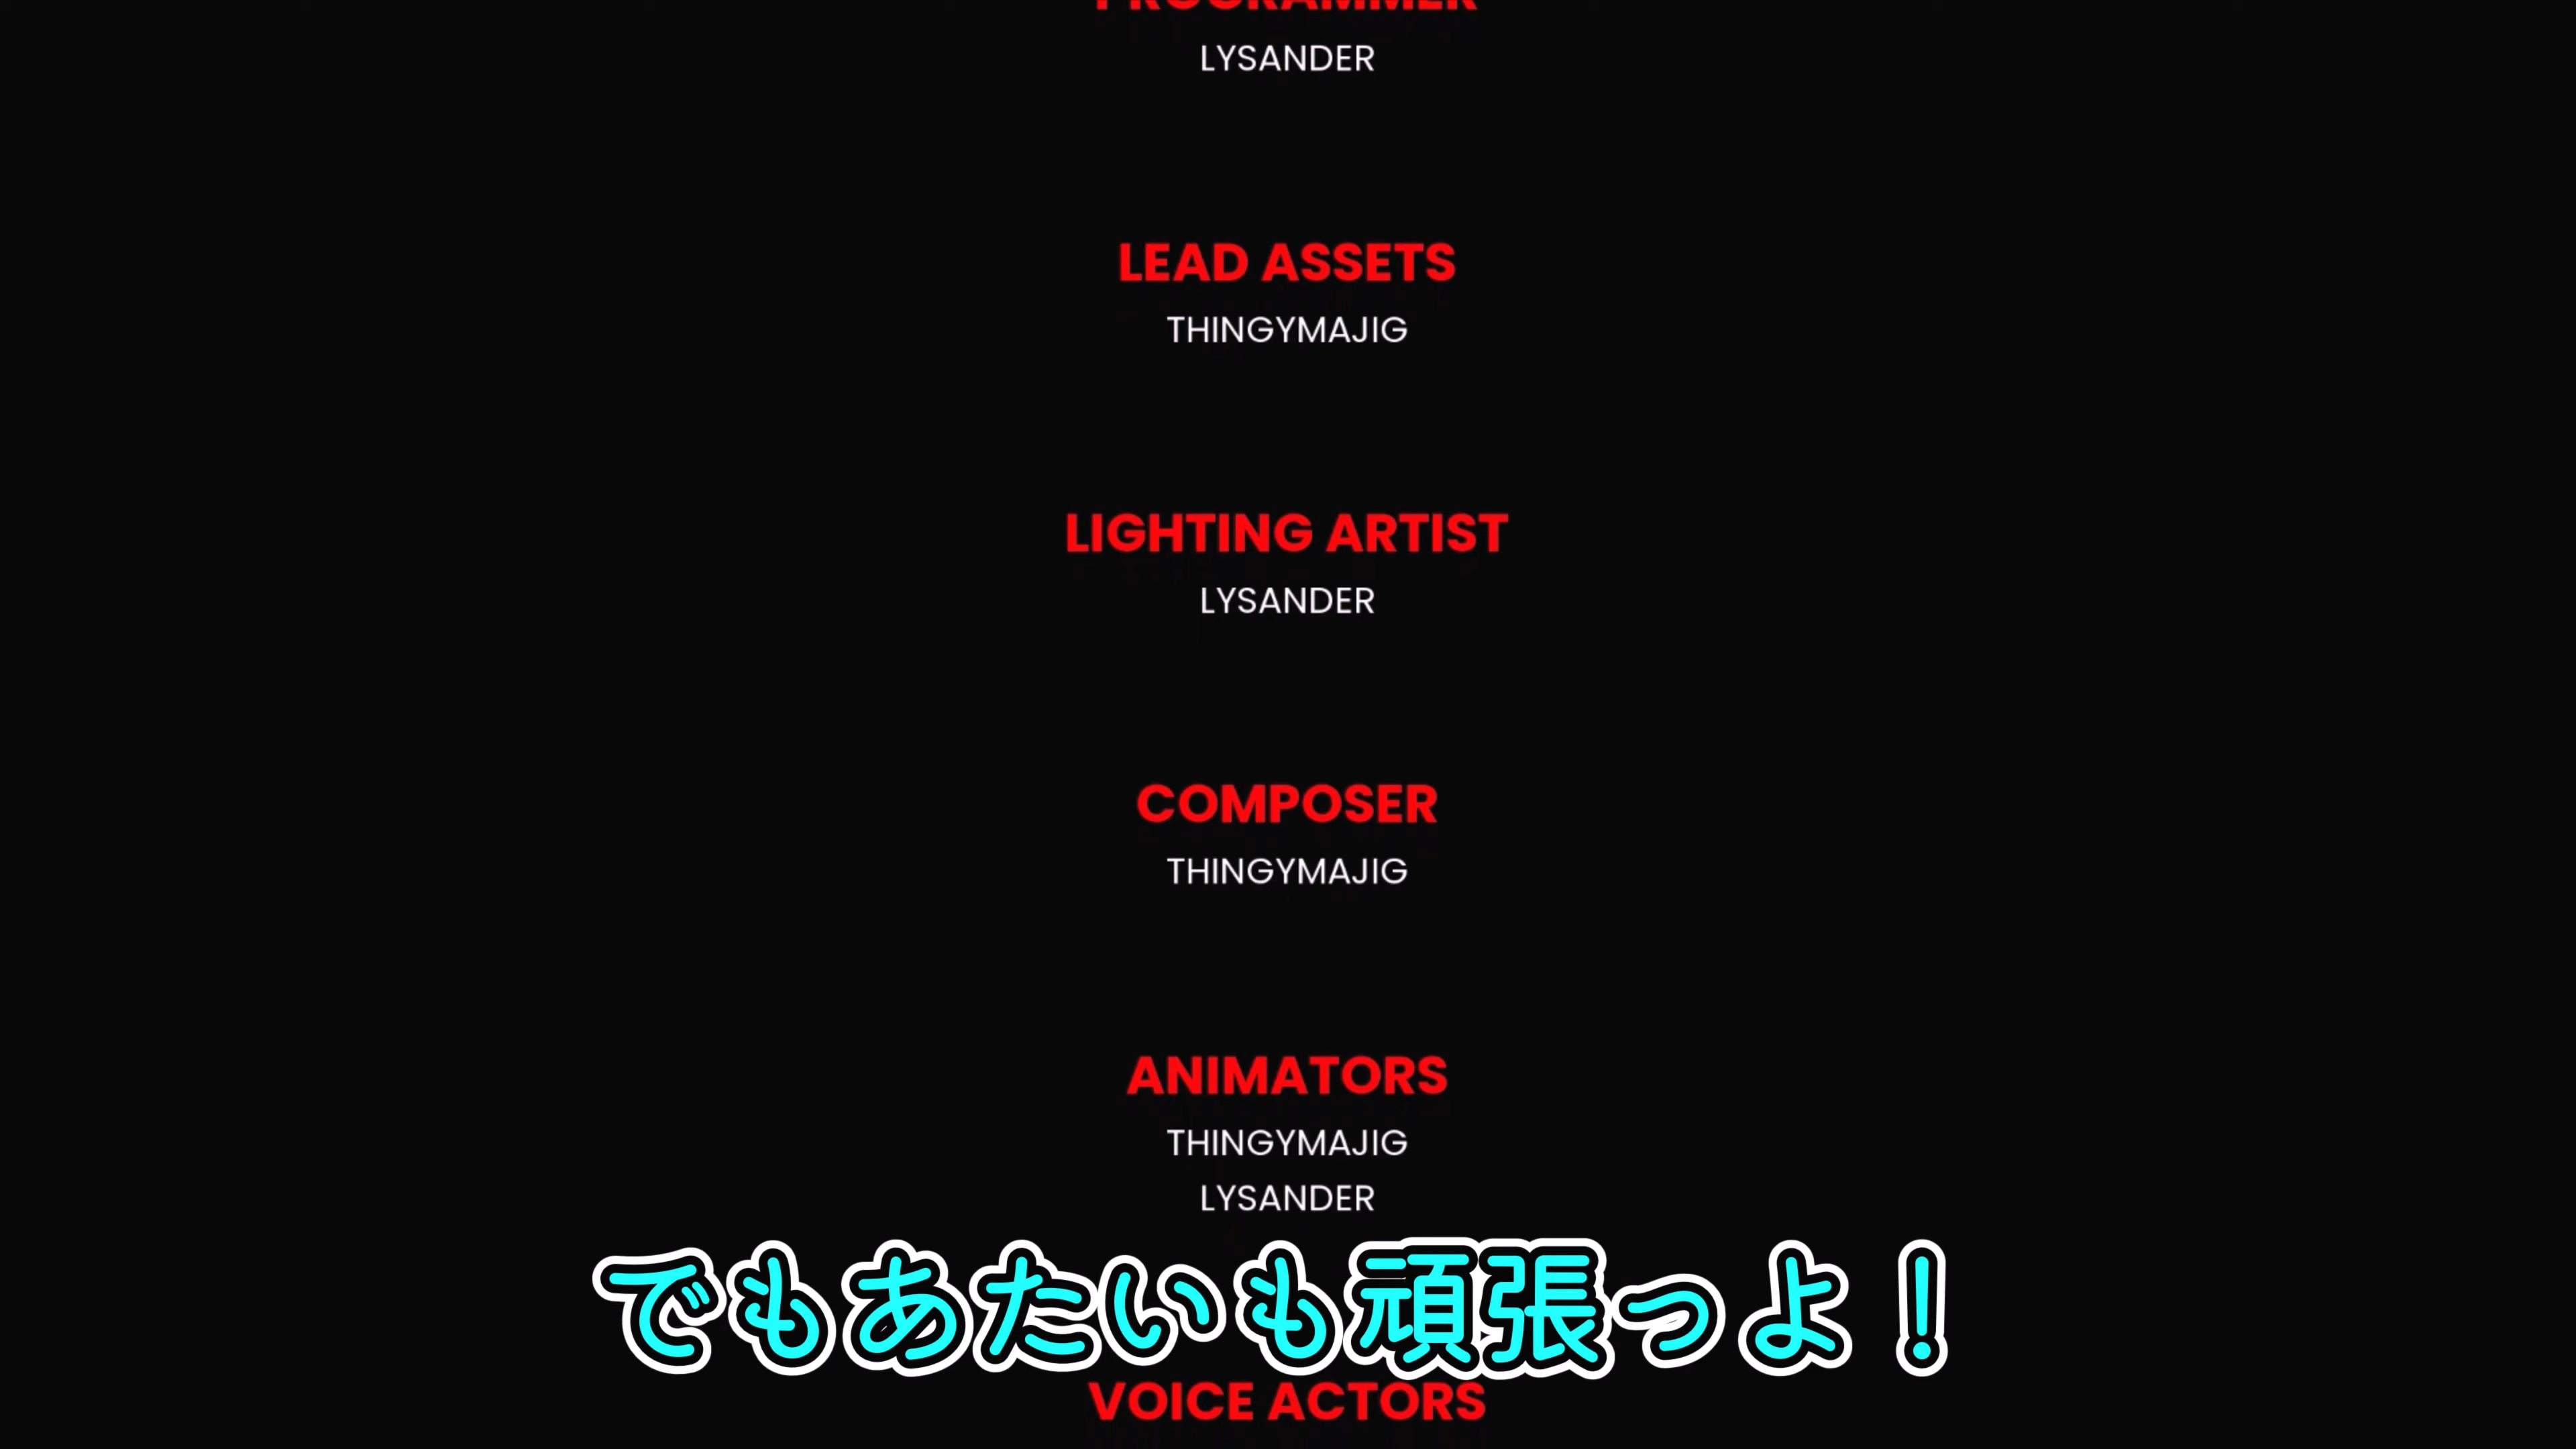 PROGRAMMER
LYSANDER
LEAD ASSETS
THINGYMAJIG
LIGHTING ARTIST
LYSANDER
COMPOSER
THINGYMAJIG
ANIMATORS
THINGYMAJIG
LYSANDER
でもあたいも頑張っよ！
VOICE ACTORS